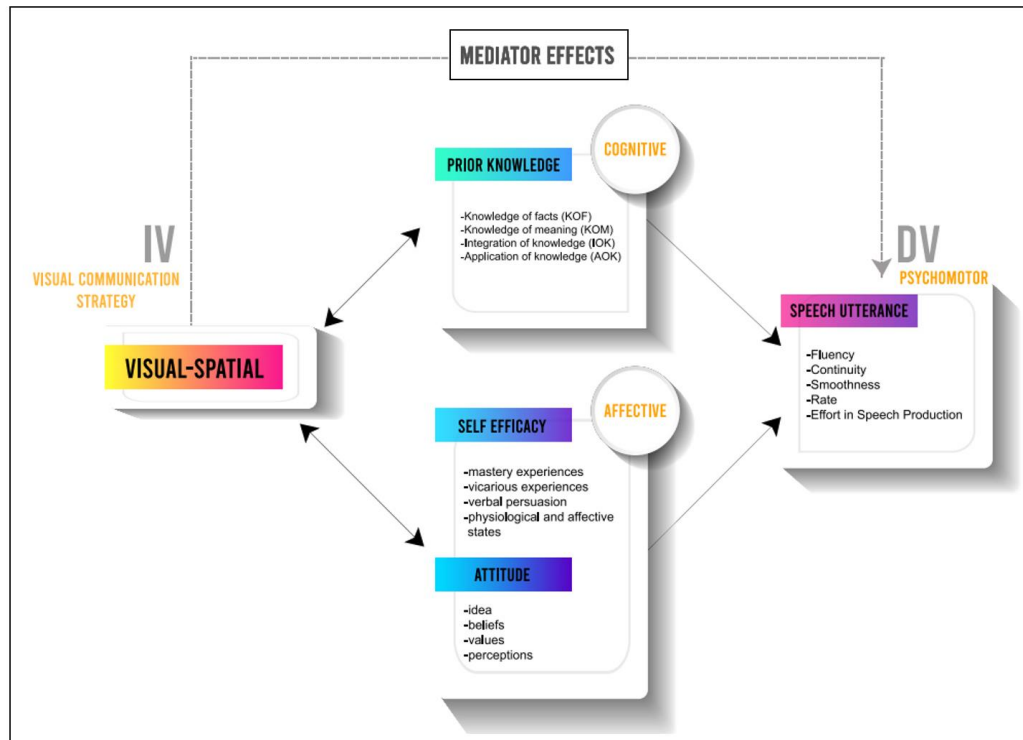 MEDIATOR EFFECTS
COGNITIVE
PRIOR KNOWLEDGE
-Knowledge of facts (KOF)
-Knowledge of meaning (KOM)
-Integration of knowledge (IOK)
-Application of knowledge (AOK)
IV
VISUAL COMMUNICATION
STRATEGY
VISUAL-SPATIAL
DV
PSYCHOMOTOR
SPEECH UTTERANCE
-Fluency
-Continuity
-Smoothness
-Rate
-Effort in Speech Production
AFFECTIVE
SELF EFFICACY
-mastery experiences
-vicarious experiences
-verbal persuasion
-physiological and affective
states
ATTITUDE
-idea
-beliefs
-values
-perceptions